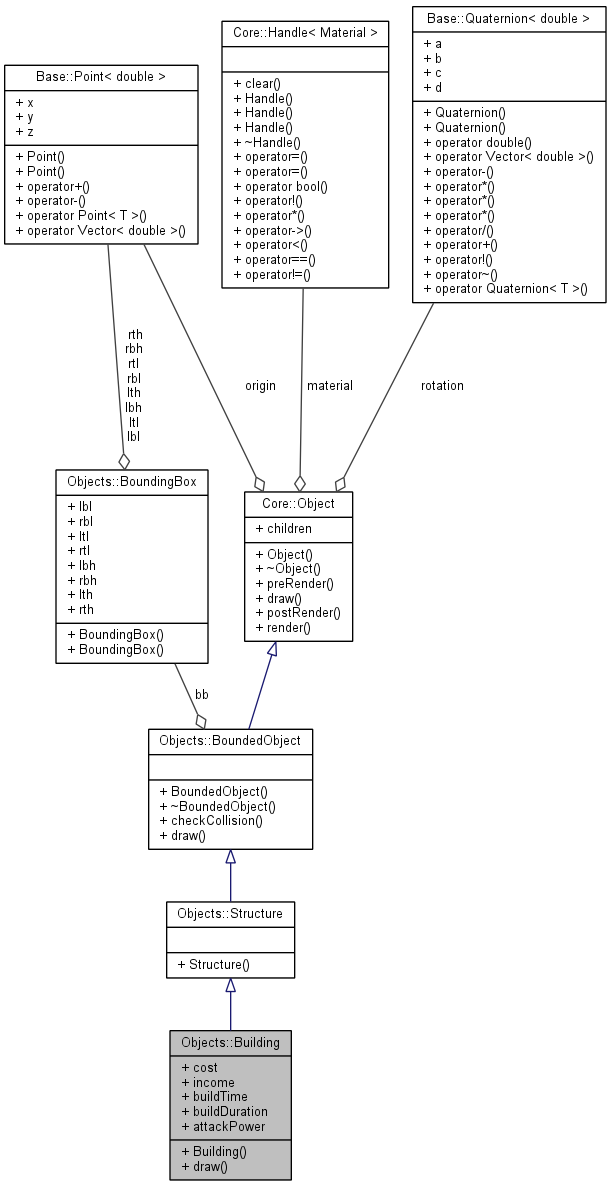 Base::Point< double >
+ x
+ y
+ z
+ Point()
+ Point()
+ operator+()
+ operator-()
+ operator Point< T >()
+ operator Vector< double >()
Core::Handle< Material >
+ clear()
+ Handle()
+ Handle()
+ Handle()
+ ~Handle()
+ operator=()
+ operator=()
+ operator bool()
+ operator!()
+ operator*()
+ operator->()
+ operator<()
+ operator==()
+ operator!=()
Base::Quaternion< double >
+ a
+ b
+ c
+ d
+ Quaternion()
+ Quaternion()
+ operator double()
+ operator Vector< double >()
+ operator-()
+ operator*()
+ operator*()
+ operator*()
+ operator/()
+ operator+()
+ operator!()
+ operator~()
+ operator Quaternion< T >()
rth
rbh
rtl
rbl
lth
lbh
ltl
lbl
origin
material
rotation
Objects::BoundingBox
+ lbl
+ rbl
+ ltl
+ rtl
+ lbh
+ rbh
+ lth
+ rth
+ BoundingBox()
+ BoundingBox()
Core::Object
+ children
+ Object()
+ ~Object()
+ preRender()
+ draw()
+ postRender()
+ render()
bb
Objects::BoundedObject
+ BoundedObject()
+ ~BoundedObject()
+ checkCollision()
+ draw()
Objects::Structure
+ Structure()
Objects::Building
+ cost
+ income
+ buildTime
+ buildDuration
+ attackPower
+ Building()
+ draw()